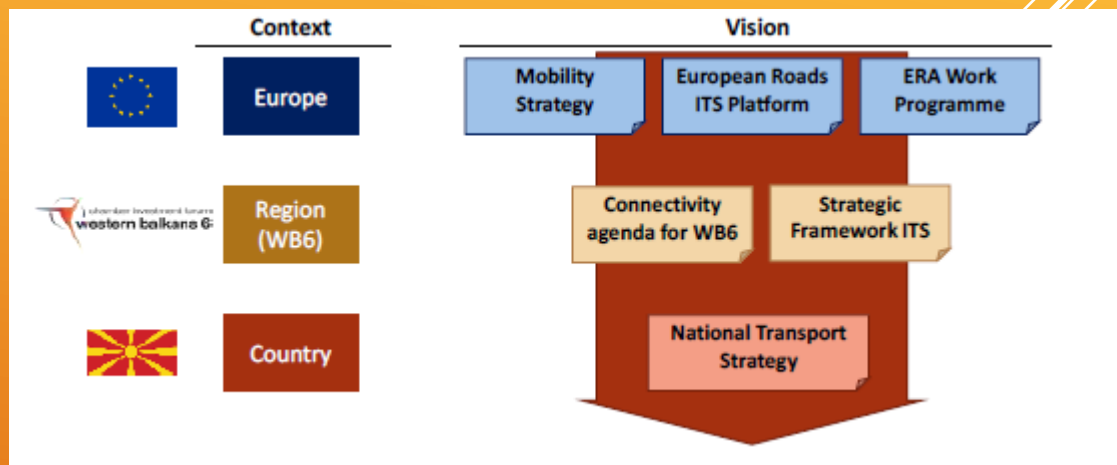 Context
Vision
Europe
Mobility
Strategy
European Roads
ITS Platform
ERA Work
Programme
western balkans 6
Region
(WB6)
Connectivity
agenda for WB6
Strategic
Framework ITS
Country
National Transport
Strategy